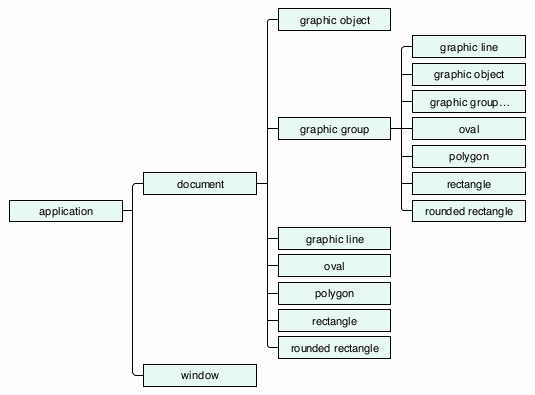 application
document
window
graphic object
graphic group
graphic line
oval
polygon
rectangle
rounded rectangle
graphic line
graphic object
graphic group...
oval
polygon
rectangle
rounded rectangle